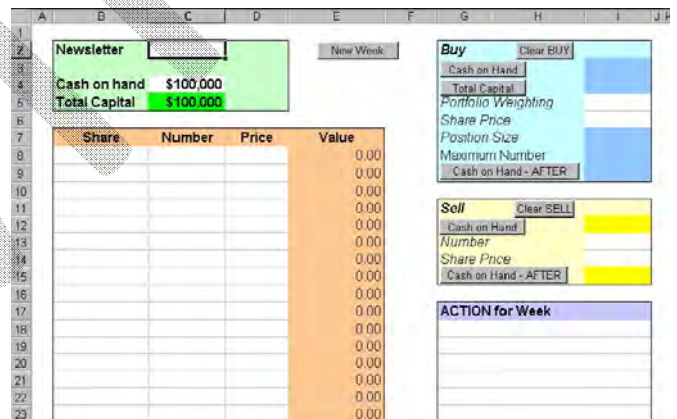 A B C D E F G H I J
1
2 Newsletter New Week Buy Clear BUY
3 Cash on Hand
4 Cash on hand $100,000 Total Capital
5 Total Capital $100,000 Portfolio Weighting
6 Share Price
7 Share Number Price Value Position Size
8 0.00 Maximum Number
9 0.00 Cash on Hand - AFTER
10 0.00
11 0.00 Sell Clear SELL
12 0.00 Cash on Hand
13 0.00 Number
14 0.00 Share Price
15 0.00 Cash on Hand - AFTER
16 0.00
17 0.00 ACTION for Week
18 0.00
19 0.00
20 0.00
21 0.00
22 0.00
23 0.00